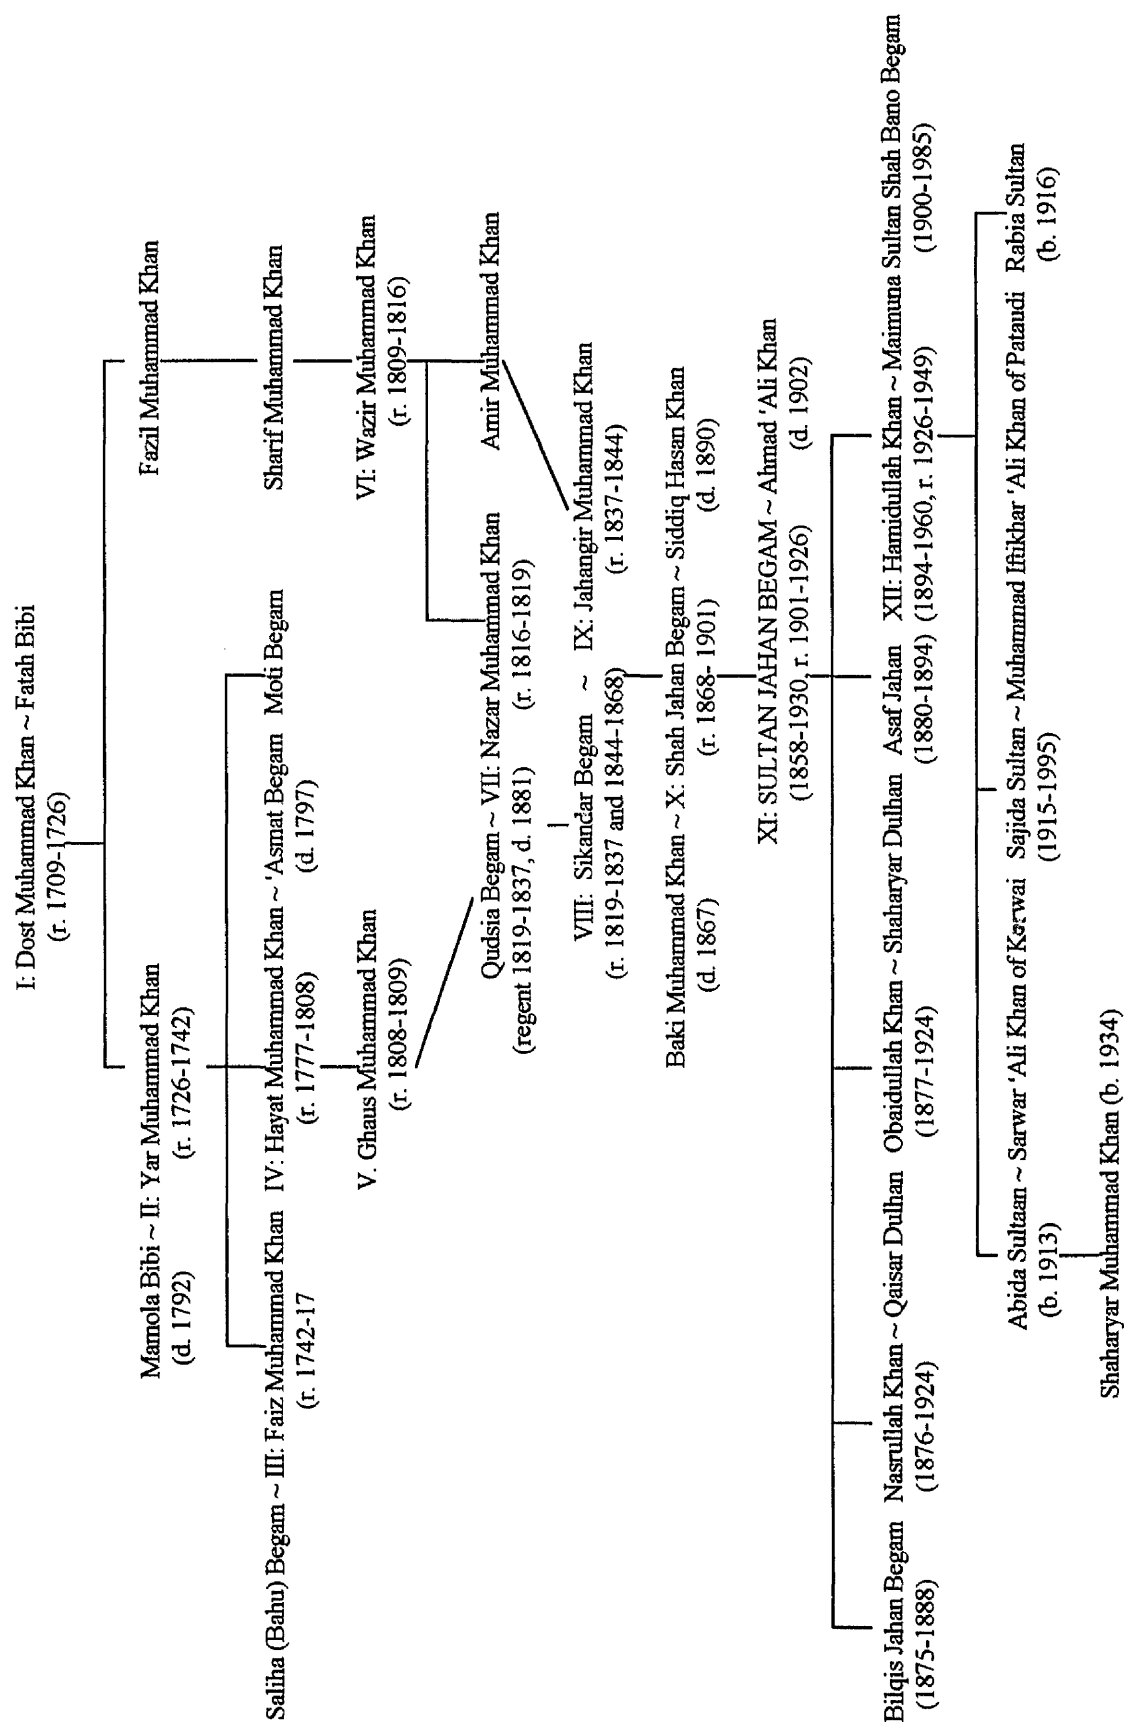 I: Dost Muhammad Khan ~ Fatah Bibi
(r. 1709-1726)
Mamola Bibi ~ II: Yar Muhammad Khan
Fazil Muhammad Khan
(d. 1792)
(r. 1726-1742)
Saliha (Bahu) Begam ~ III: Faiz Muhammad Khan
IV: Hayat Muhammad Khan ~ 'Asmat Begam
Moti Begam
Sharif Muhammad Khan
(r. 1742-17
(r. 1777-1808)
(d. 1797)
V. Ghaus Muhammad Khan
VI: Wazir Muhammad Khan
(r. 1808-1809)
(r. 1809-1816)
Qudsia Begam ~ VII: Nazar Muhammad Khan
Amir Muhammad Khan
(regent 1819-1837, d. 1881)
(r. 1816-1819)
VIII: Sikandar Begam ~ IX: Jahangir Muhammad Khan
(r. 1819-1837 and 1844-1868)
(r. 1837-1844)
Baki Muhammad Khan ~ X: Shah Jahan Begam ~ Siddiq Hasan Khan
(d. 1867)
(r. 1868- 1901)
(d. 1890)
XI: SULTAN JAHAN BEGAM ~ Ahmad 'Ali Khan
(1858-1930, r. 1901-1926)
(d. 1902)
Bilqis Jahan Begam
Nasrullah Khan ~ Qaisar Dulhan
Obaidullah Khan ~ Shaharyar Dulhan
Asaf Jahan
XII: Hamidullah Khan ~ Maimuna Sultan Shah Bano Begam
(1875-1888)
(1876-1924)
(1877-1924)
(1880-1894)
(1894-1960, r. 1926-1949)
(1900-1985)
Abida Sultaan ~ Sarwar 'Ali Khan of Korwai
Sajida Sultan ~ Muhammad Iftikhar 'Ali Khan of Pataudi
Rabia Sultan
(b. 1913)
(1915-1995)
(b. 1916)
Shaharyar Muhammad Khan (b. 1934)